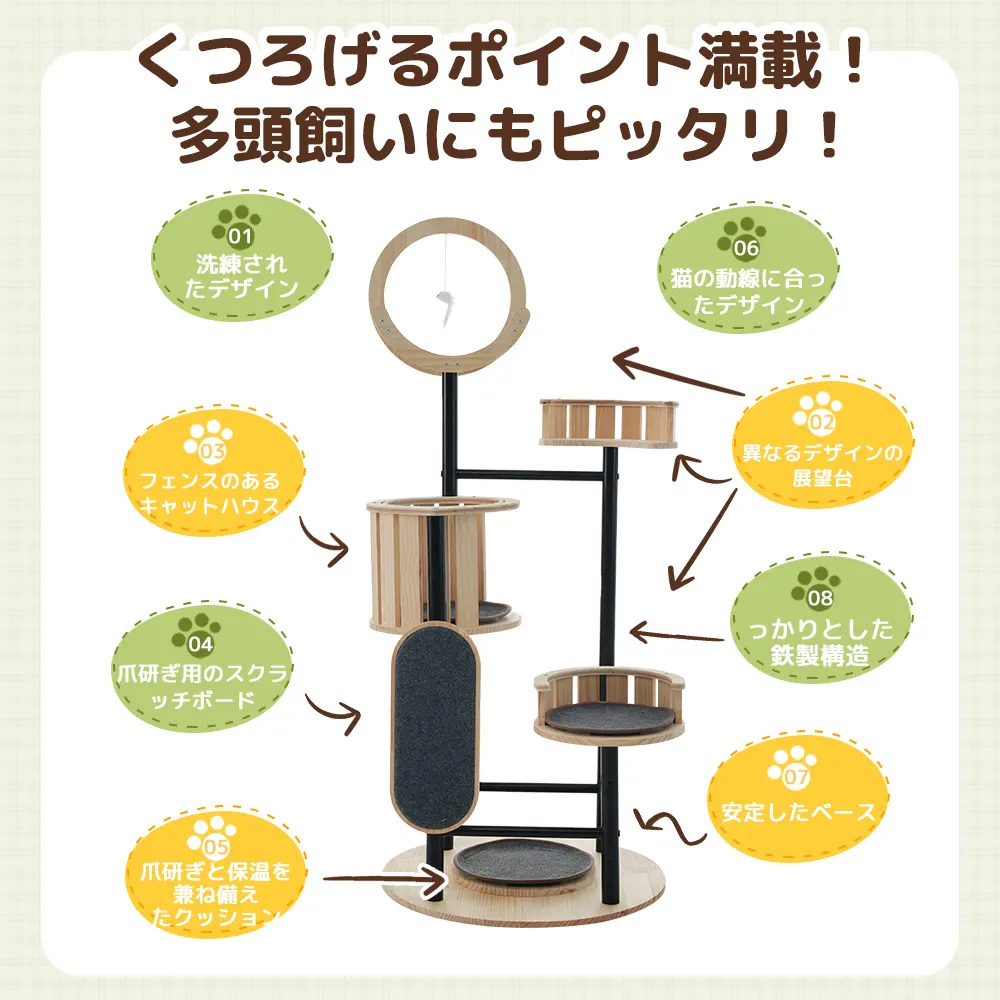 くつろげるポイント満載！
多頭飼いにもピッタリ！
01
洗練され
たデザイン
06
猫の動線に合っ
たデザイン
02
異なるデザインの
展望台
03
フェンスのある
キャットハウス
08
っかりとした
鉄製構造
04
爪研ぎ用のスクラ
ッチボード
07
安定したベース
05
爪研ぎと保温を
兼ね備え
たクッション